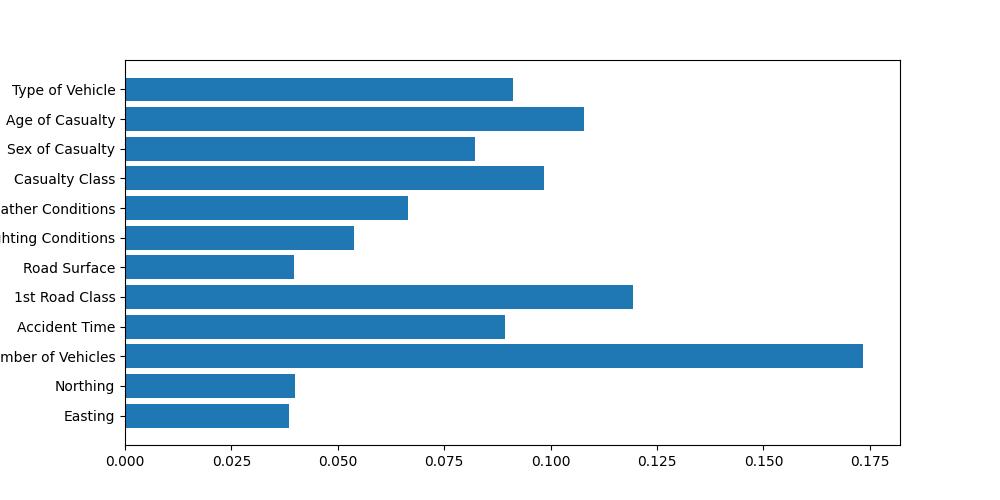 Type of Vehicle
Age of Casualty
Sex of Casualty
Casualty Class
ather Conditions
hting Conditions
Road Surface
1st Road Class
Accident Time
mber of Vehicles
Northing
Easting
0.000 0.025 0.050 0.075 0.100 0.125 0.150 0.175